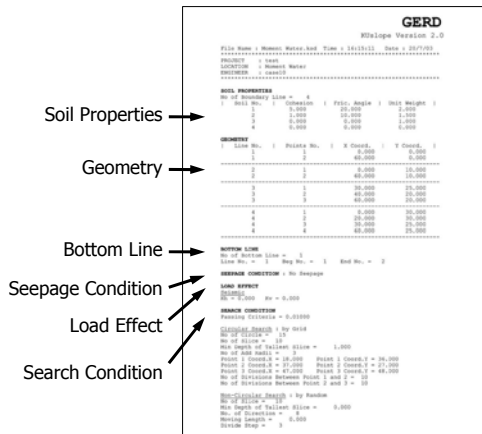 GERD
KUslope Version 2.0
File Name : Moment Water.ksd Time : 16:15:11 Date : 20/7/03
PROJECT : test
LOCATION : Moment Water
ENGINEER : case10
SOIL PROPERTIES
No of Boundary Line = 4
| Soil No. | Cohesion | Fric. Angle | Unit Weight |
1 5.000 20.000 2.000
2 1.000 10.000 1.500
3 0.000 0.000 1.000
4 0.000 0.000 0.000
Soil Properties
GEOMETRY
| Line No. | Points No. | X Coord. | Y Coord. |
1 1 0.000 0.000
1 2 60.000 0.000
2 1 0.000 10.000
2 2 60.000 10.000
3 1 30.000 25.000
3 2 40.000 20.000
3 3 60.000 20.000
4 1 0.000 30.000
4 2 20.000 30.000
4 3 30.000 25.000
4 4 60.000 25.000
Geometry
BOTTOM LINE
No of Bottom Line = 1
Line No. = 1 Beg No. = 1 End No. = 2
Bottom Line
SEEPAGE CONDITION : No Seepage
Seepage Condition
LOAD EFFECT
Seismic
Kh = 0.000 Kv = 0.000
Load Effect
SEARCH CONDITION
Passing Criteria = 0.01000
Search Condition
Circular Search : by Grid
No of Circle = 15
No of Slice = 10
Min Depth of Tallest Slice = 1.000
No of Add Radii = 3
Point 1 Coord.X = 18.000 Point 1 Coord.Y = 36.000
Point 2 Coord.X = 37.000 Point 2 Coord.Y = 27.000
Point 3 Coord.X = 47.000 Point 3 Coord.Y = 48.000
No of Divisions Between Point 1 and 2 = 10
No of Divisions Between Point 2 and 3 = 10
Non-Circular Search : by Random
No of Slice = 10
Min Depth of Tallest Slice = 0.000
No. of Direction = 8
Moving Length = 0.000
Divide Step = 3